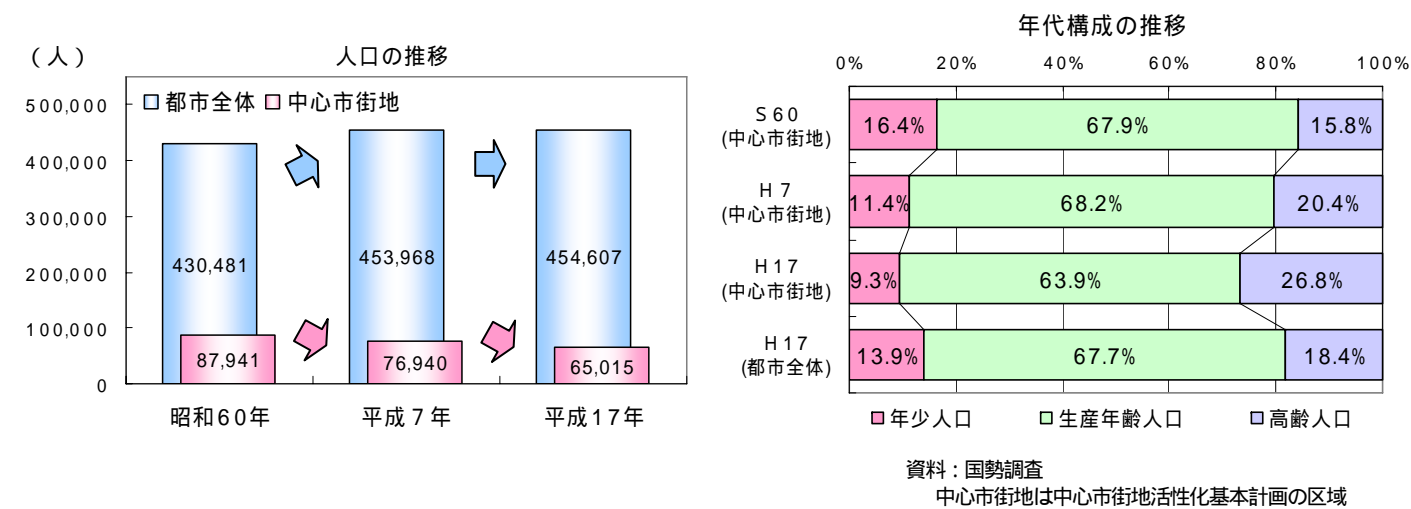 人口の推移
(人)
都市全体 中心市街地
500,000
400,000
300,000
200,000
100,000
0
430,481
453,968
454,607
87,941
76,940
65,015
昭和60年 平成7年 平成17年
年代構成の推移
0% 20% 40% 60% 80% 100%
S60
(中心市街地)
16.4% 67.9% 15.8%
H7
(中心市街地)
11.4% 68.2% 20.4%
H17
(中心市街地)
9.3% 63.9% 26.8%
H17
(都市全体)
13.9% 67.7% 18.4%
年少人口 生産年齢人口 高齢人口
資料：国勢調査
中心市街地は中心市街地活性化基本計画の区域